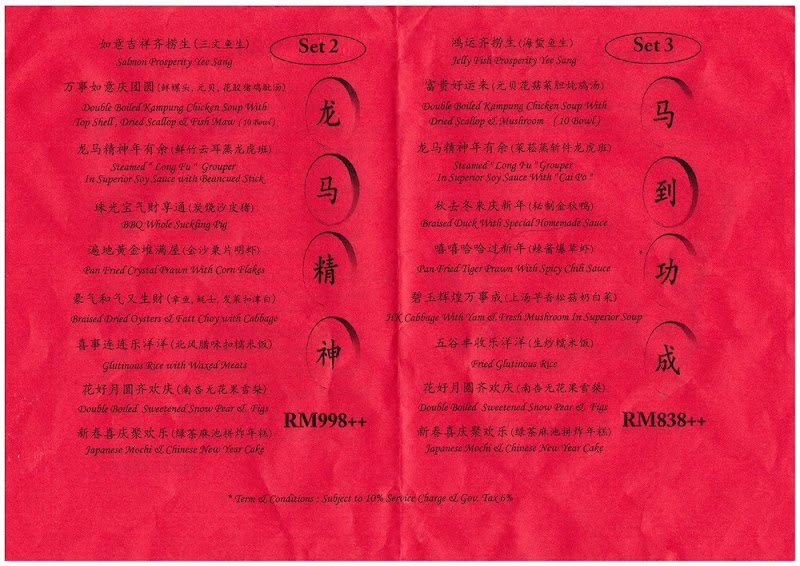 Set 2
如意吉祥齐捞生(三文鱼生)
Salmon Prosperity Yee Sang
万事如意庆团圆(鲜螺头,元贝,花胶猪鸡骰汤)
Double Boiled Kampung Chicken Soup With
Top Shell, Dried Scallop & Fish Maw (10 Bowl)
龙马精神年有余(鲜竹云耳蒸龙虎班)
Steamed " Long Fu " Grouper
In Superior Soy Sauce with Beancurd Stick
珠光宝气财享通(炭烧沙皮猪)
BBQ Whole Suckling Pig
遍地黄金堆满屋(金沙粟片明虾)
Pan Fried Crystal Prawn With Corn Flakes
豪气和气又生财(章鱼,蚝士,发菜扣津白)
Braised Dried Oysters & Fatt Choy with Cabbage
喜事连连乐洋洋(北风腊味扣糯米饭)
Glutinous Rice with Waxed Meats
花好月圆齐欢庆(南杏无花果雪梨)
Double Boiled Sweetened Snow Pear & Figs
新春喜庆聚欢乐(绿茶麻池拼炸年糕)
Japanese Mochi & Chinese New Year Cake
龙
马
精
神
RM998++
Set 3
鸿运齐捞生(海蜇鱼生)
Jelly Fish Prosperity Yee Sang
富贵好运来(元贝花菇菜胆炖鸡汤)
Double Boiled Kampung Chicken Soup With
Dried Scallop & Mushroom (10 Bowl)
龙马精神年有余(菜菘蒸软件龙虎班)
Steamed " Long Fu " Grouper
In Superior Soy Sauce With " Cai Po "
秋去冬来庆新年(秘制金秋鸭)
Braised Duck With Special Homemade Sauce
嘻嘻哈哈过新年(辣酱爆草虾)
Pan Fried Tiger Prawn With Spicy Chili Sauce
碧玉辉煌万事成(上汤芋香松菇奶白菜)
HK Cabbage With Yam & Fresh Mushroom In Superior Soup
五谷丰收乐洋洋(生炒糯米饭)
Fried Glutinous Rice
花好月圆齐欢庆(南杏无花果雪梨)
Double Boiled Sweetened Snow Pear & Figs
新春喜庆聚欢乐(绿茶麻池拼炸年糕)
Japanese Mochi & Chinese New Year Cake
马
到
功
成
RM838++
* Term & Conditions : Subject to 10% Service Charge & Gov. Tax 6%